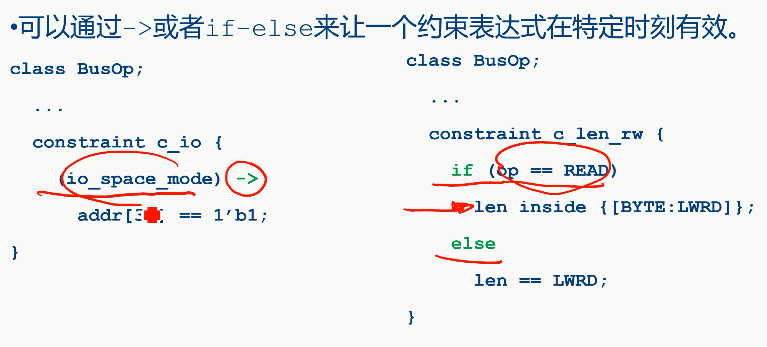 •可以通过->或者if-else来让一个约束表达式在特定时刻有效。
class BusOp;
...
constraint c_io {
(io_space_mode) ->
addr[3 ] == 1’b1;
}
class BusOp;
...
constraint c_len_rw {
if (op == READ)
len inside {[BYTE:LWRD]};
else
len == LWRD;
}